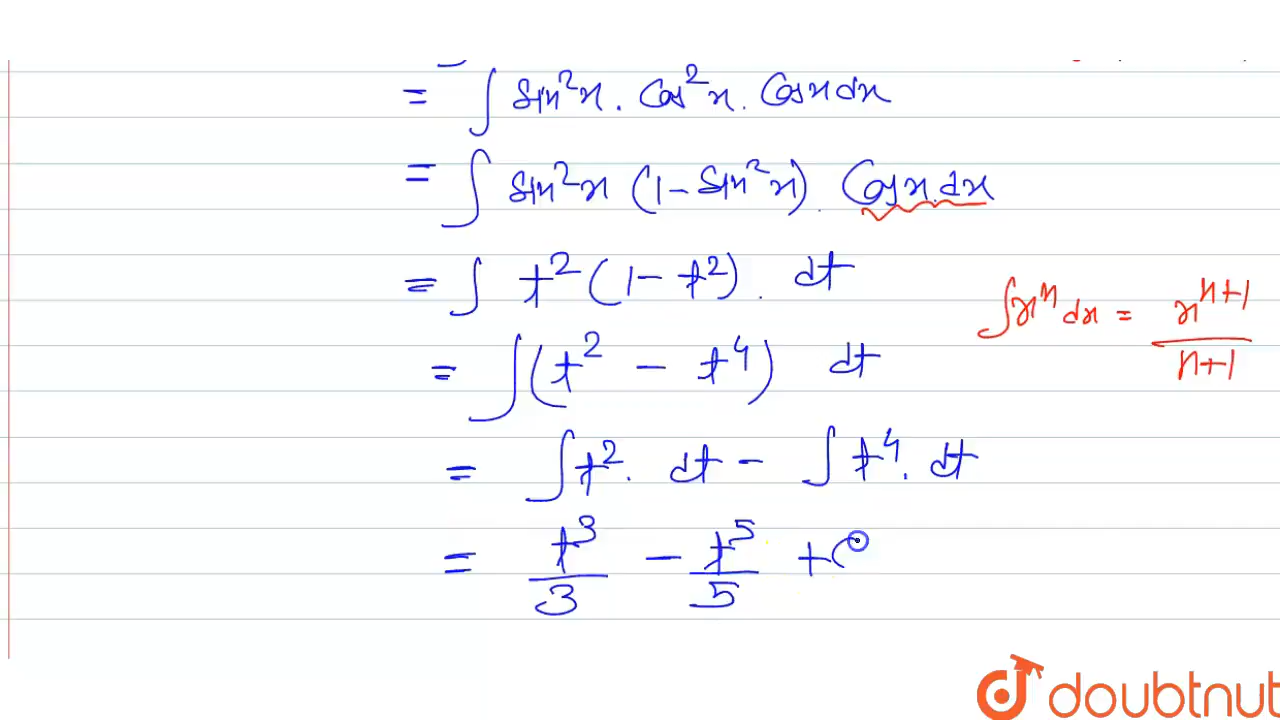 = ∫ sin²x . cos²x . cosx dx
= ∫ sin²x (1 - sin²x) . cosx. dx
= ∫ t² (1 - t²) . dt
∫xⁿ dx = xⁿ⁺¹ / n+1
= ∫(t² - t⁴) dt
= ∫t² . dt - ∫t⁴ . dt
= t³/3 - t⁵/5 +
doubtnut